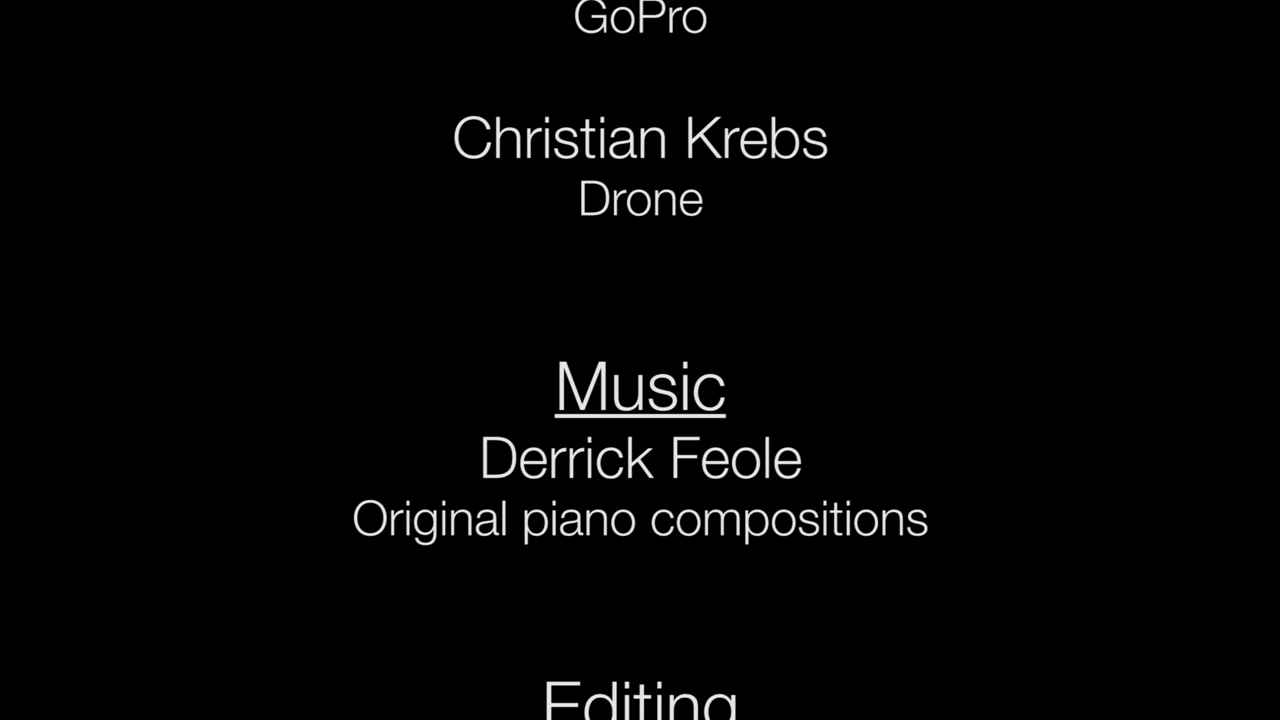 GoPro
Christian Krebs
Drone
Music
Derrick Feole
Original piano compositions
Editing